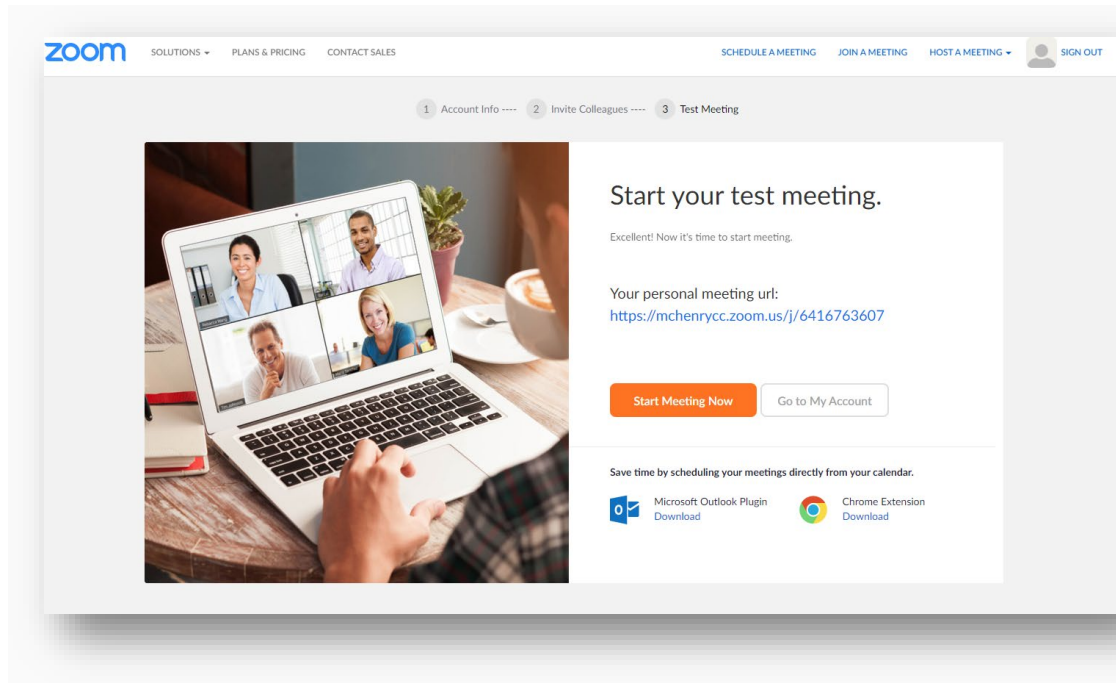 zoom SOLUTIONS PLANS & PRICING CONTACT SALES SCHEDULE A MEETING JOIN A MEETING HOST A MEETING SIGN OUT
1 Account Info ---- 2 Invite Colleagues ---- 3 Test Meeting
Start your test meeting.
Excellent! Now it's time to start meeting.
Your personal meeting url:
https://mchenrycc.zoom.us/j/6416763607
Start Meeting Now Go to My Account
Save time by scheduling your meetings directly from your calendar.
Microsoft Outlook Plugin Chrome Extension
Download Download